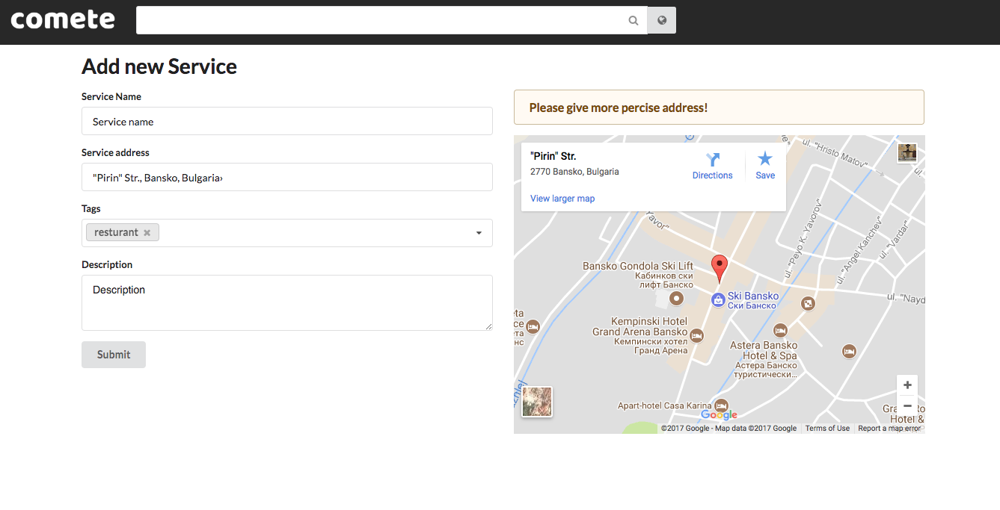 comete
Add new Service
Service Name
Service name
Service address
"Pirin" Str., Bansko, Bulgaria›
Tags
resturant
Description
Description
Submit
Please give more percise address!
"Pirin" Str.
2770 Bansko, Bulgaria
Directions
Save
View larger map
ul. "Hristo Matov"
Yavor"
ul. "Peyo K. Yavorov"
ul. "Angel Kanchev"
ul. "Vardar"
ul. "Nayd
Bansko Gondola Ski Lift
Кабинков ски
лифт Банско
Ski Bansko
Ски Банско
Kempinski Hotel
Grand Arena Bansko
Кемпински хотел
Гранд Арена
Astera Bansko
Hotel & Spa
Астера Банско
туристически...
Apart-hotel Casa Karina
Hotel &
Google
©2017 Google - Map data ©2017 Google
Terms of Use
Report a map error